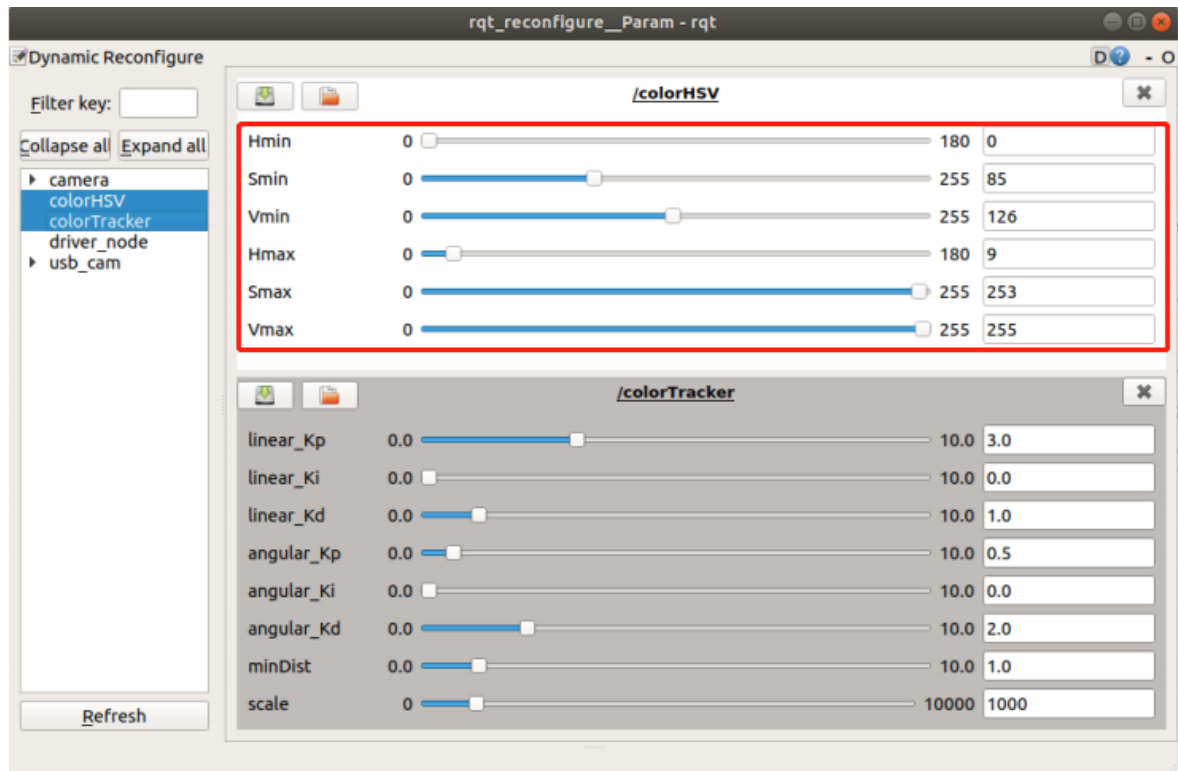 rqt_reconfigure__Param - rqt
Dynamic Reconfigure
D ? - O
Filter key:
Collapse all Expand all
camera
colorHSV
colorTracker
driver_node
usb_cam
Refresh
/colorHSV
Hmin 0 180 0
Smin 0 255 85
Vmin 0 255 126
Hmax 0 180 9
Smax 0 255 253
Vmax 0 255 255
/colorTracker
linear_Kp 0.0 10.0 3.0
linear_Ki 0.0 10.0 0.0
linear_Kd 0.0 10.0 1.0
angular_Kp 0.0 10.0 0.5
angular_Ki 0.0 10.0 0.0
angular_Kd 0.0 10.0 2.0
minDist 0.0 10.0 1.0
scale 0 10000 1000